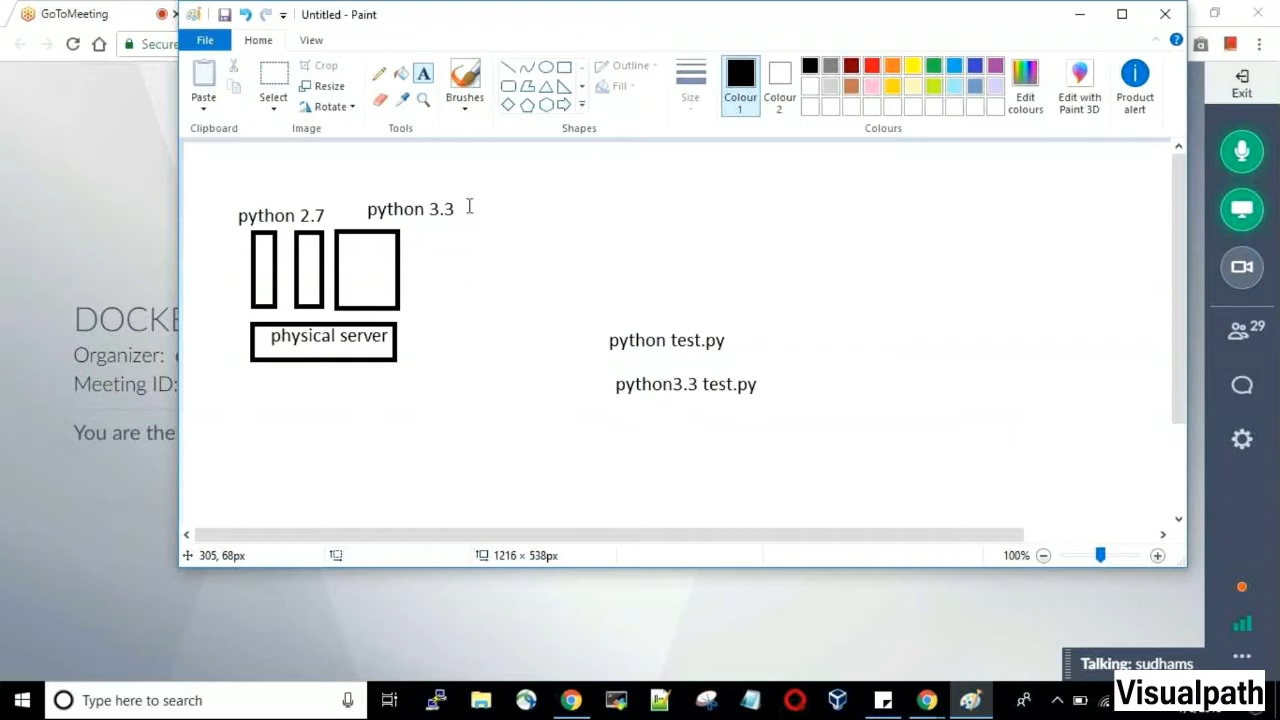 GoToMeeting
Untitled - Paint
Secure
File
Home
View
Paste
Select
Crop
Resize
Rotate
Brushes
Outline
Fill
Size
Colour 1
Colour 2
Edit colours
Edit with Paint 3D
Product alert
Clipboard
Image
Tools
Shapes
Colours
Exit
python 2.7
python 3.3
physical server
python test.py
python3.3 test.py
DOCKE
Organizer:
Meeting ID:
You are the
29
305, 68px
1216 × 538px
100%
Talking: sudhams
Type here to search
Visualpath